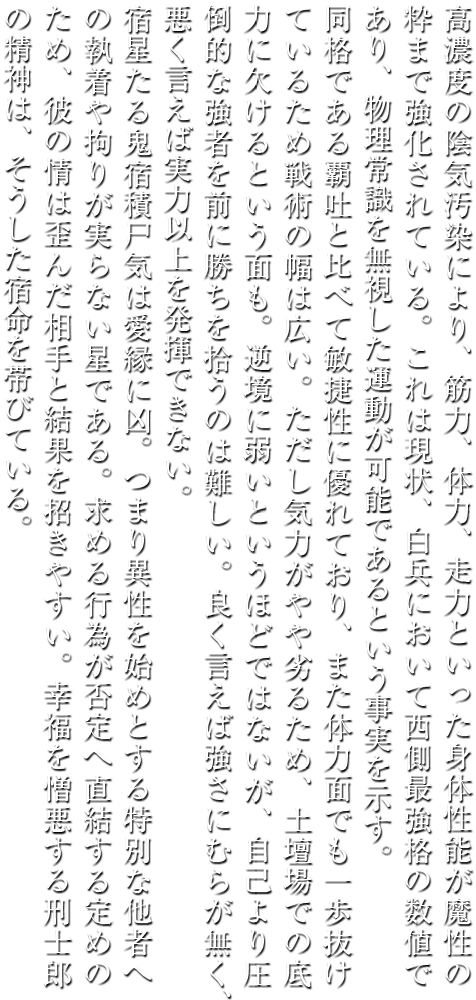 高濃度の陰気汚染により、筋力、体力、走力といった身体性能が魔性の
粋まで強化されている。これは現状、白兵において西側最強格の数値で
あり、物理常識を無視した運動が可能であるという事実を示す。
同格である覇吐と比べて敏捷性に優れており、また体力面でも一歩抜け
ているため戦術の幅は広い。ただし気力がやや劣るため、土壇場での底
力に欠けるという面も。逆境に弱いというほどではないが、自己より圧
倒的な強者を前に勝ちを拾うのは難しい。良く言えば強さにむらが無く、
悪く言えば実力以上を発揮できない。
宿星たる鬼宿積尸気は愛縁に凶。つまり異性を始めとする特別な他者へ
の執着や拘りが実らない星である。求める行為が否定へ直結する定めの
ため、彼の情は歪んだ相手と結果を招きやすい。幸福を憎悪する刑士郎
の精神は、そうした宿命を帯びている。